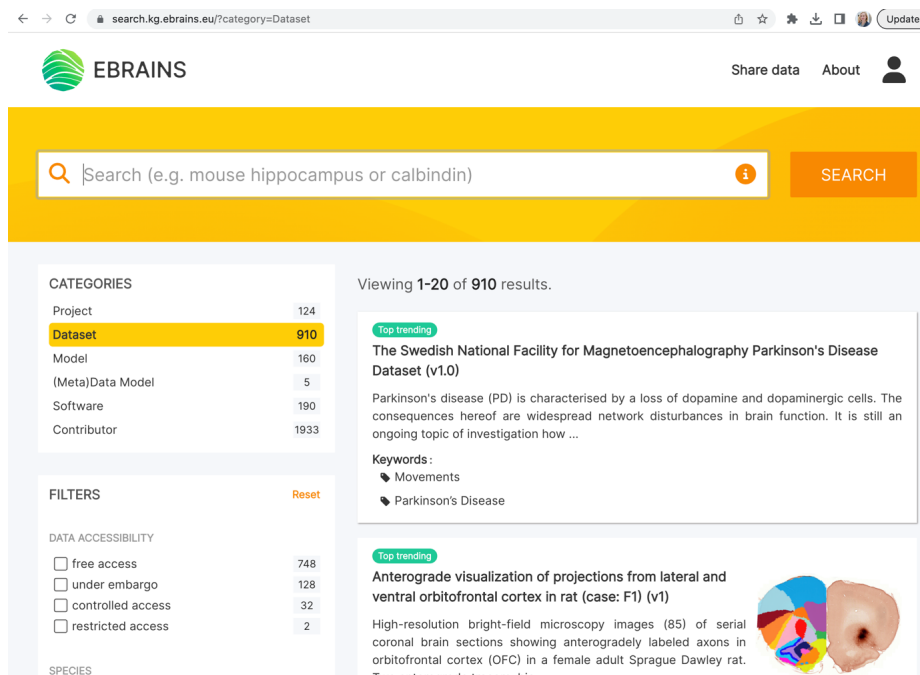 search.kg.ebrains.eu/?category=Dataset
Update
EBRAINS
Share data
About
Search (e.g. mouse hippocampus or calbindin)
SEARCH
CATEGORIES
Project 124
Dataset 910
Model 160
(Meta)Data Model 5
Software 190
Contributor 1933
FILTERS Reset
DATA ACCESSIBILITY
free access 748
under embargo 128
controlled access 32
restricted access 2
SPECIES
Viewing 1-20 of 910 results.
Top trending
The Swedish National Facility for Magnetoencephalography Parkinson's Disease
Dataset (v1.0)
Parkinson's disease (PD) is characterised by a loss of dopamine and dopaminergic cells. The
consequences hereof are widespread network disturbances in brain function. It is still an
ongoing topic of investigation how ...
Keywords :
Movements
Parkinson's Disease
Top trending
Anterograde visualization of projections from lateral and
ventral orbitofrontal cortex in rat (case: F1) (v1)
High-resolution bright-field microscopy images (85) of serial
coronal brain sections showing anterogradely labeled axons in
orbitofrontal cortex (OFC) in a female adult Sprague Dawley rat.